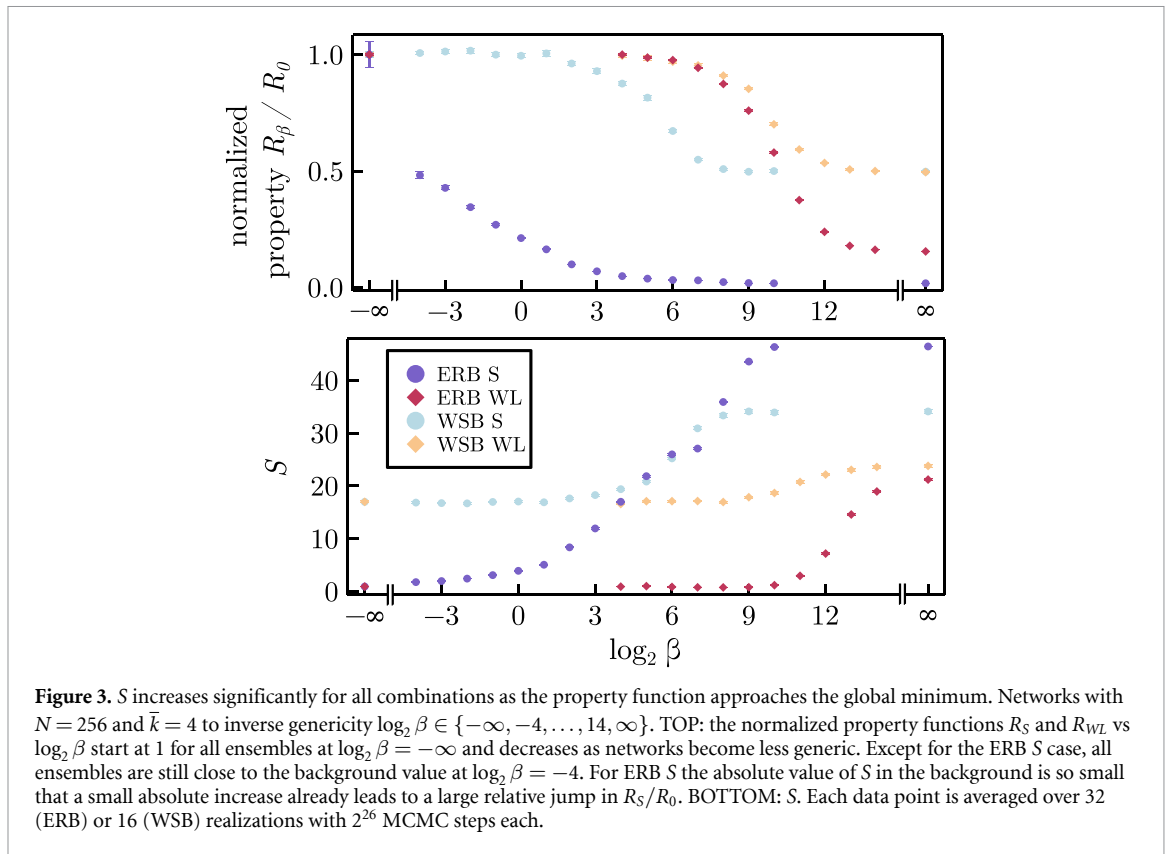 normalized
property R_β / R_0
1.0
0.5
0.0
−∞ −3 0 3 6 9 12 ∞
S
40
30
20
10
0
ERB S
ERB WL
WSB S
WSB WL
−∞ −3 0 3 6 9 12 ∞
log₂ β
Figure 3. S increases significantly for all combinations as the property function approaches the global minimum. Networks with
N = 256 and k̄ = 4 to inverse genericity log₂ β ∈ {−∞, −4, . . . , 14, ∞}. TOP: the normalized property functions R_S and R_WL vs
log₂ β start at 1 for all ensembles at log₂ β = −∞ and decreases as networks become less generic. Except for the ERB S case, all
ensembles are still close to the background value at log₂ β = −4. For ERB S the absolute value of S in the background is so small
that a small absolute increase already leads to a large relative jump in R_S/R_0. BOTTOM: S. Each data point is averaged over 32
(ERB) or 16 (WSB) realizations with 2²⁶ MCMC steps each.